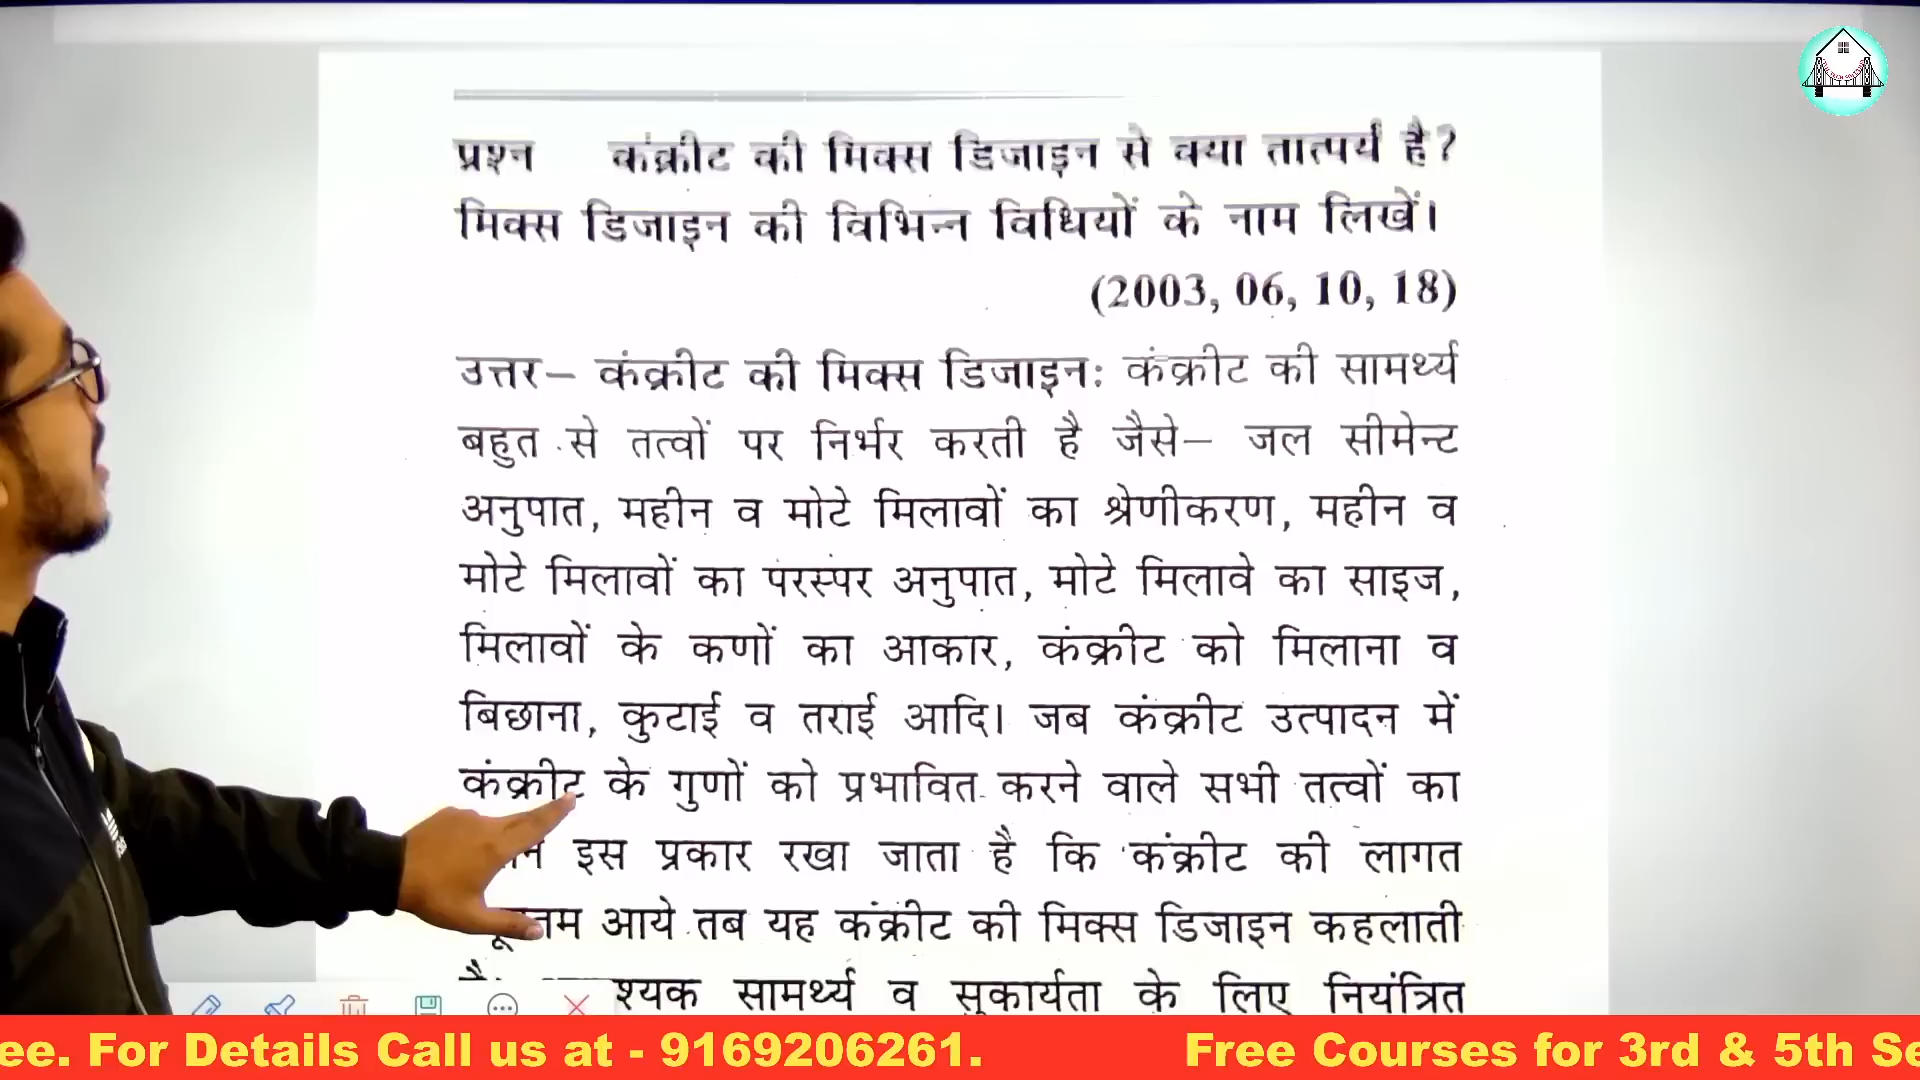 प्रश्न कंक्रीट की मिक्स डिजाइन से क्या तात्पर्य है?
मिक्स डिजाइन की विभिन्न विधियों के नाम लिखें।
(2003, 06, 10, 18)
उत्तर– कंक्रीट की मिक्स डिजाइनः कंक्रीट की सामर्थ्य
बहुत से तत्वों पर निर्भर करती है जैसे– जल सीमेन्ट
अनुपात, महीन व मोटे मिलावों का श्रेणीकरण, महीन व
मोटे मिलावों का परस्पर अनुपात, मोटे मिलावे का साइज,
मिलावों के कणों का आकार, कंक्रीट को मिलाना व
बिछाना, कुटाई व तराई आदि। जब कंक्रीट उत्पादन में
कंक्रीट के गुणों को प्रभावित करने वाले सभी तत्वों का
इस प्रकार रखा जाता है कि कंक्रीट की लागत
आये तब यह कंक्रीट की मिक्स डिजाइन कहलाती
सामर्थ्य व सुकार्यता के लिए नियंत्रित
ee. For Details Call us at - 9169206261. Free Courses for 3rd & 5th Se